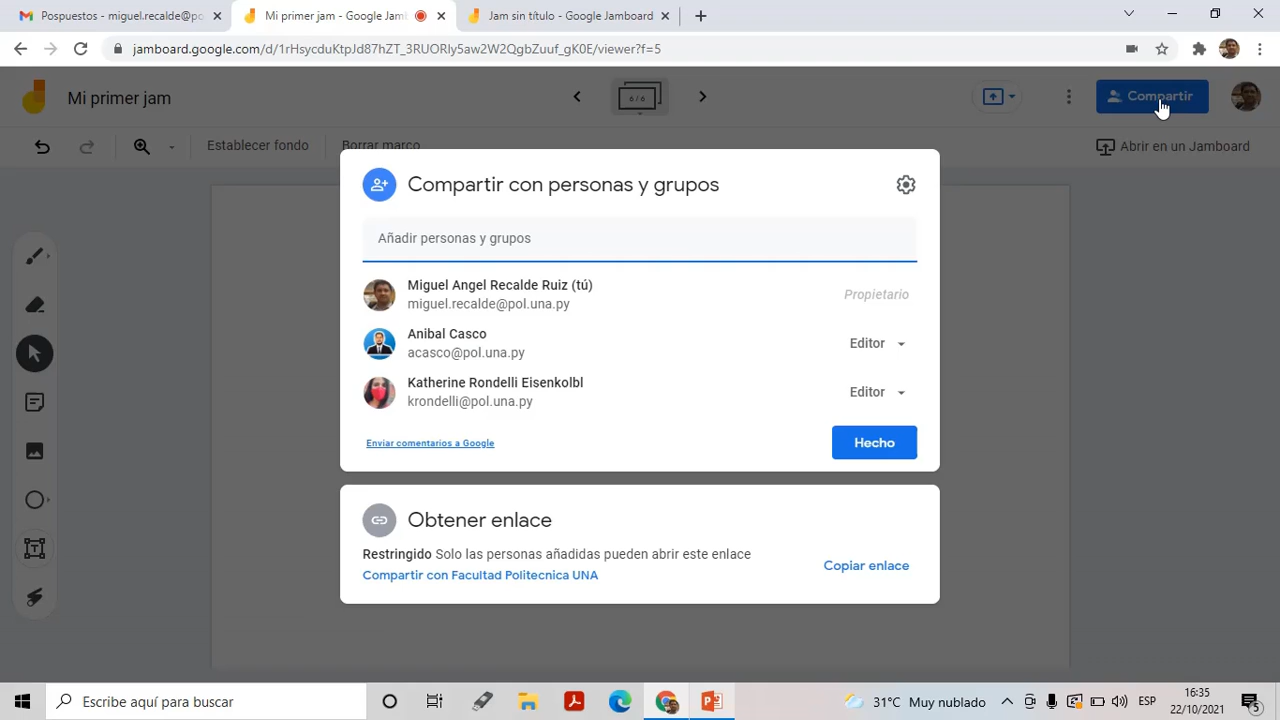 Pospuestos - miguel.recalde@po
Mi primer jam - Google Jamb
Jam sin título - Google Jamboard
jamboard.google.com/d/1rHsycduKtpJd87hZT_3RUORly5aw2W2QgbZuuf_gK0E/viewer?f=5
Mi primer jam
6 / 6
Compartir
Establecer fondo
Borrar marco
Abrir en un Jamboard
Compartir con personas y grupos
Añadir personas y grupos
Miguel Angel Recalde Ruiz (tú)
miguel.recalde@pol.una.py
Propietario
Anibal Casco
acasco@pol.una.py
Editor
Katherine Rondelli Eisenkolbl
krondelli@pol.una.py
Editor
Enviar comentarios a Google
Hecho
Obtener enlace
Restringido Solo las personas añadidas pueden abrir este enlace
Compartir con Facultad Politecnica UNA
Copiar enlace
Escribe aquí para buscar
31°C Muy nublado
ESP
16:35
22/10/2021
5